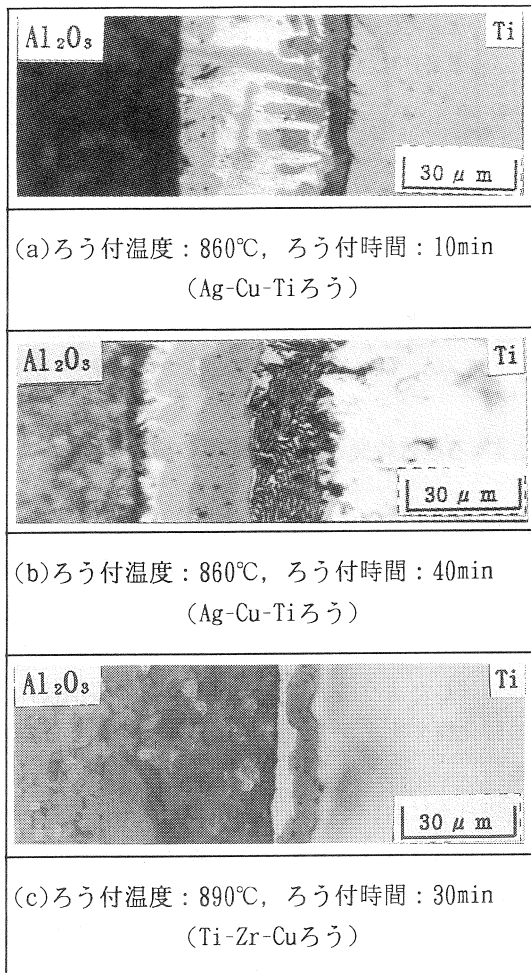 Al₂O₃ Ti
30 μm
(a)ろう付温度：860℃，ろう付時間：10min
(Ag-Cu-Tiろう)
Al₂O₃ Ti
30 μm
(b)ろう付温度：860℃，ろう付時間：40min
(Ag-Cu-Tiろう)
Al₂O₃ Ti
30 μm
(c)ろう付温度：890℃，ろう付時間：30min
(Ti-Zr-Cuろう)